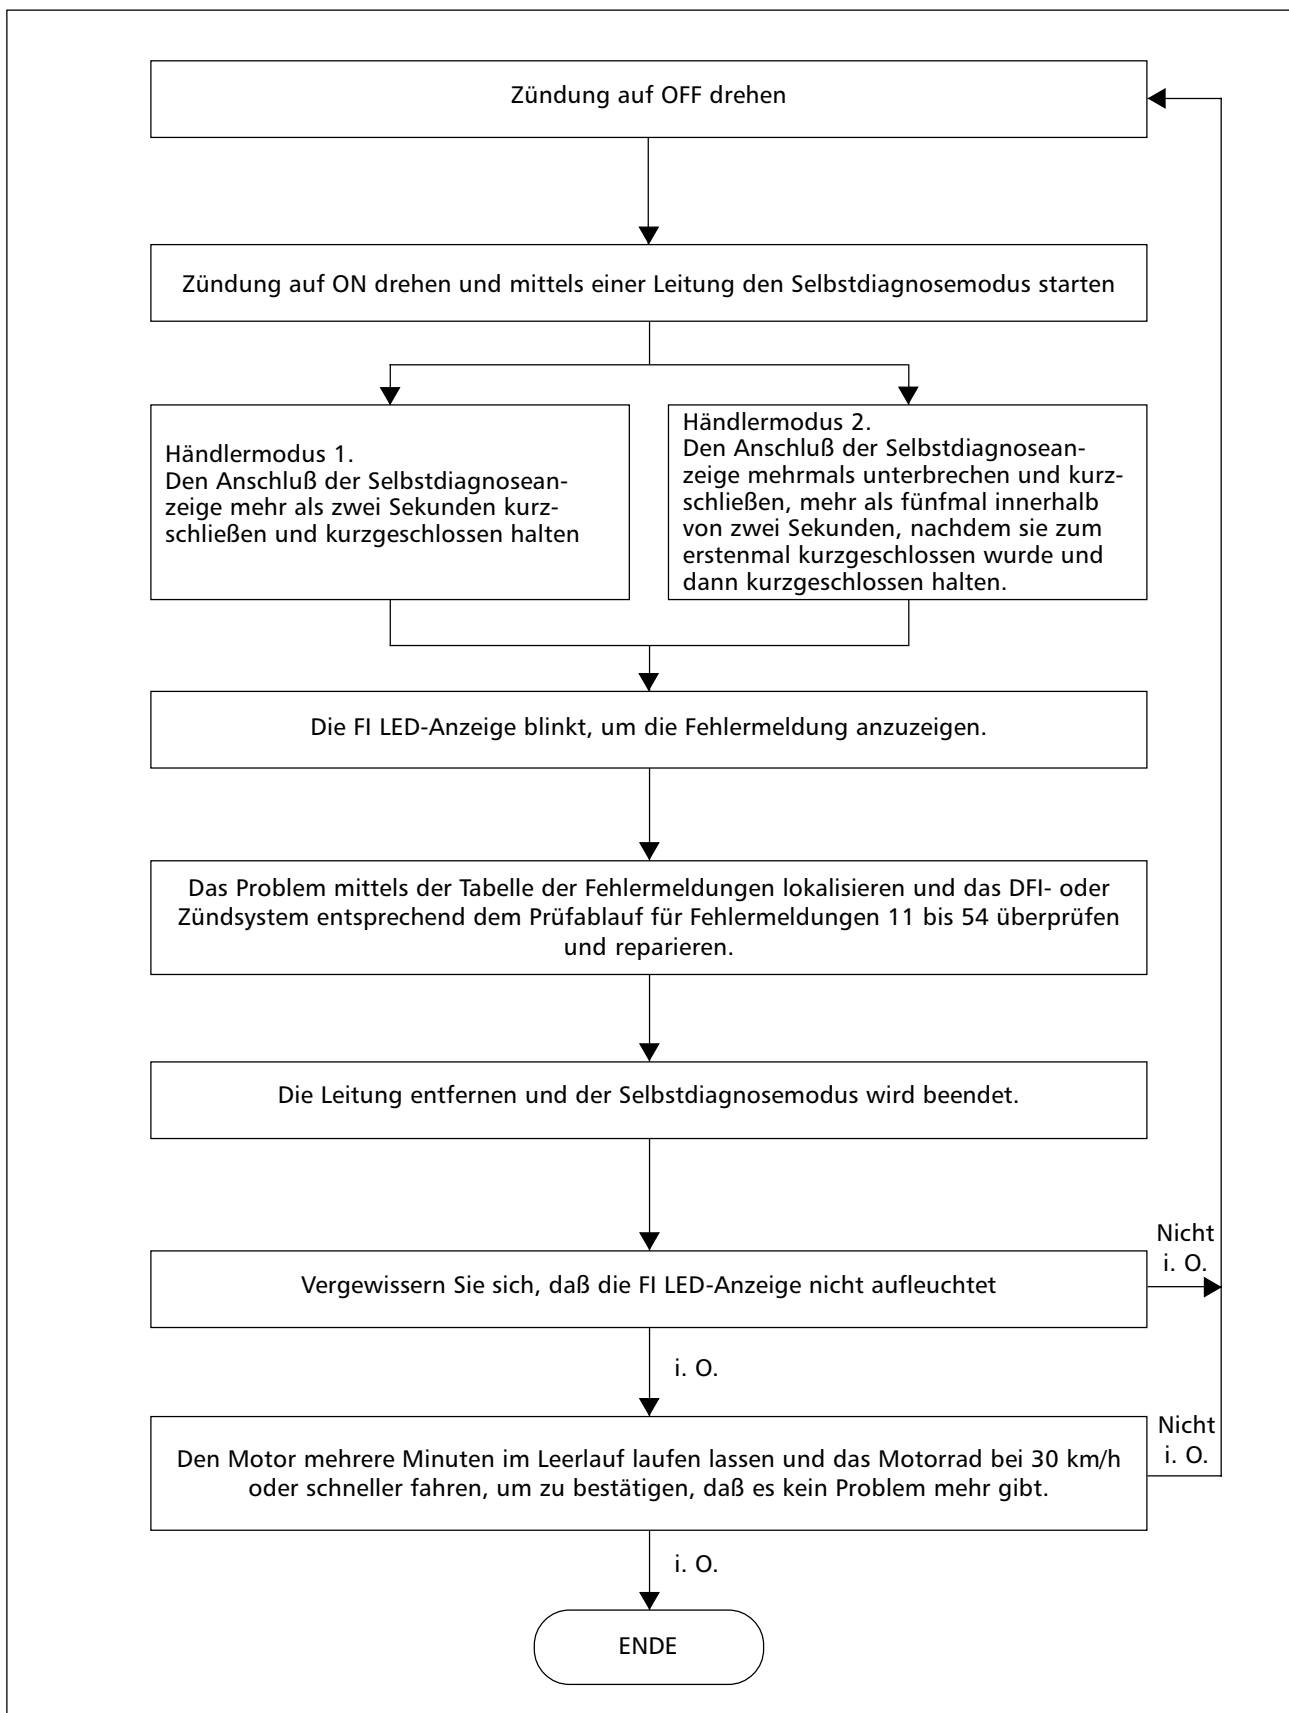 Zündung auf OFF drehen
Zündung auf ON drehen und mittels einer Leitung den Selbstdiagnosemodus starten
Händlermodus 1.
Den Anschluß der Selbstdiagnosean-
zeige mehr als zwei Sekunden kurz-
schließen und kurzgeschlossen halten
Händlermodus 2.
Den Anschluß der Selbstdiagnosean-
zeige mehrmals unterbrechen und kurz-
schließen, mehr als fünfmal innerhalb
von zwei Sekunden, nachdem sie zum
erstenmal kurzgeschlossen wurde und
dann kurzgeschlossen halten.
Die FI LED-Anzeige blinkt, um die Fehlermeldung anzuzeigen.
Das Problem mittels der Tabelle der Fehlermeldungen lokalisieren und das DFI- oder
Zündsystem entsprechend dem Prüfablauf für Fehlermeldungen 11 bis 54 überprüfen
und reparieren.
Die Leitung entfernen und der Selbstdiagnosemodus wird beendet.
Vergewissern Sie sich, daß die FI LED-Anzeige nicht aufleuchtet
Nicht
i. O.
i. O.
Den Motor mehrere Minuten im Leerlauf laufen lassen und das Motorrad bei 30 km/h
oder schneller fahren, um zu bestätigen, daß es kein Problem mehr gibt.
Nicht
i. O.
i. O.
ENDE